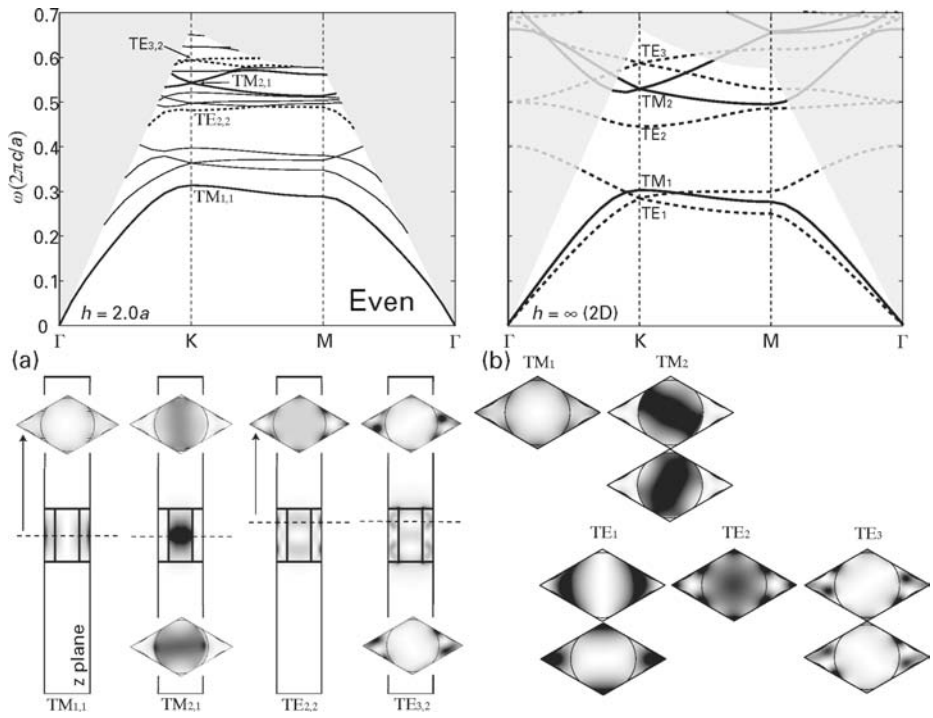 0.7
0.6
0.5
0.4
0.3
0.2
0.1
0
ω(2πc/a)
TE3,2
TM2,1
TE2,2
TM1,1
Even
h = 2.0a
Γ K M Γ
TE3
TM2
TE2
TM1
TE1
h = ∞ (2D)
Γ K M Γ
(a)
z plane
TM1,1 TM2,1 TE2,2 TE3,2
(b)
TM1 TM2
TE1 TE2 TE3